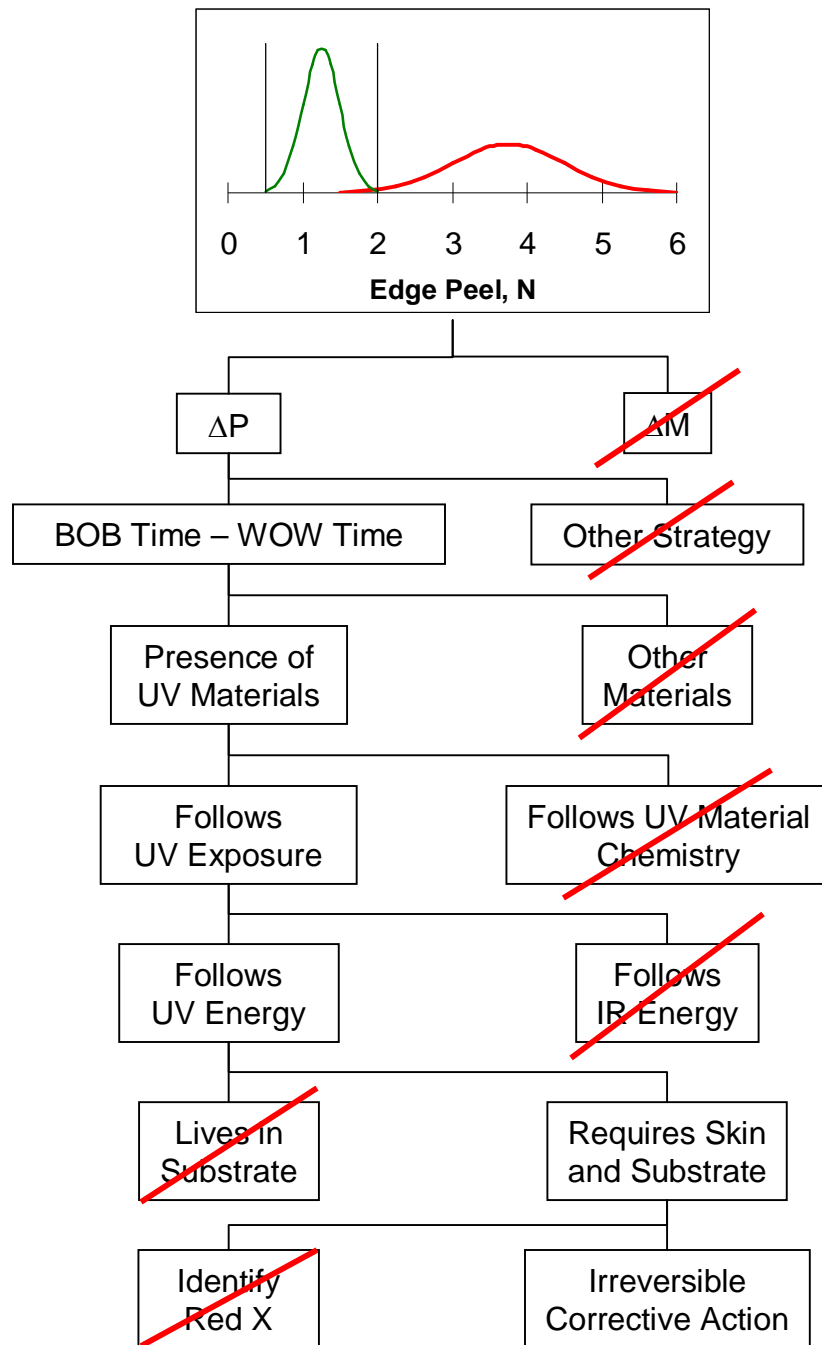 0 1 2 3 4 5 6
Edge Peel, N
ΔP
ΔM
BOB Time – WOW Time
Other Strategy
Presence of
UV Materials
Other
Materials
Follows
UV Exposure
Follows UV Material
Chemistry
Follows
UV Energy
Follows
IR Energy
Lives in
Substrate
Requires Skin
and Substrate
Identify
Red X
Irreversible
Corrective Action